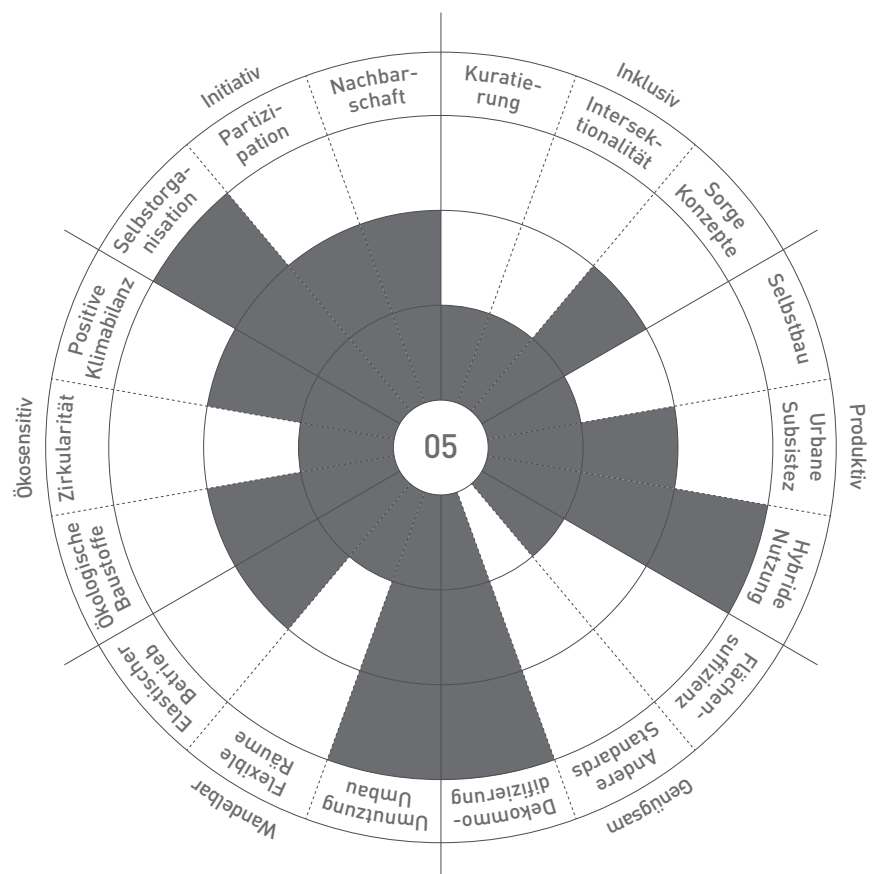 Inklusiv
Kuratie-
rung
Intersek-
tionalität
Sorge
Konzepte
Produktiv
Selbstbau
Urbane
Subsistez
Hybride
Nutzung
Genügsam
Flächen-
suffizienz
Andere
Standards
Dekommo-
difizierung
Wandelbar
Umnutzung
Umbau
Flexible
Räume
Elastischer
Betrieb
Ökosensitiv
Ökologische
Baustoffe
Zirkularität
Positive
Klimabilanz
Initiativ
Selbstorga-
nisation
Partizi-
pation
Nachbar-
schaft
05